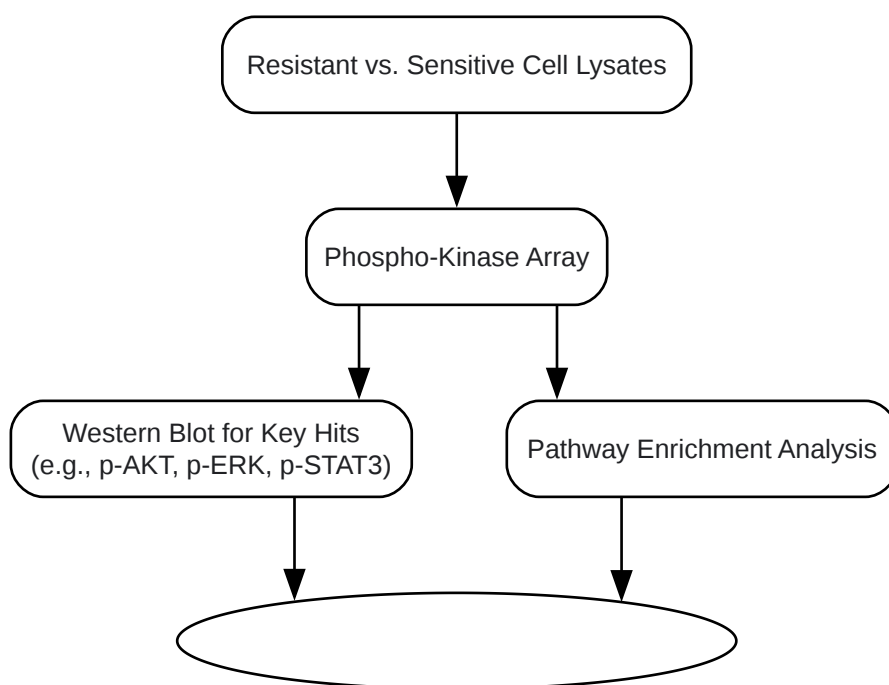 Resistant vs. Sensitive Cell Lysates
Phospho-Kinase Array
Western Blot for Key Hits
(e.g., p-AKT, p-ERK, p-STAT3)
Pathway Enrichment Analysis